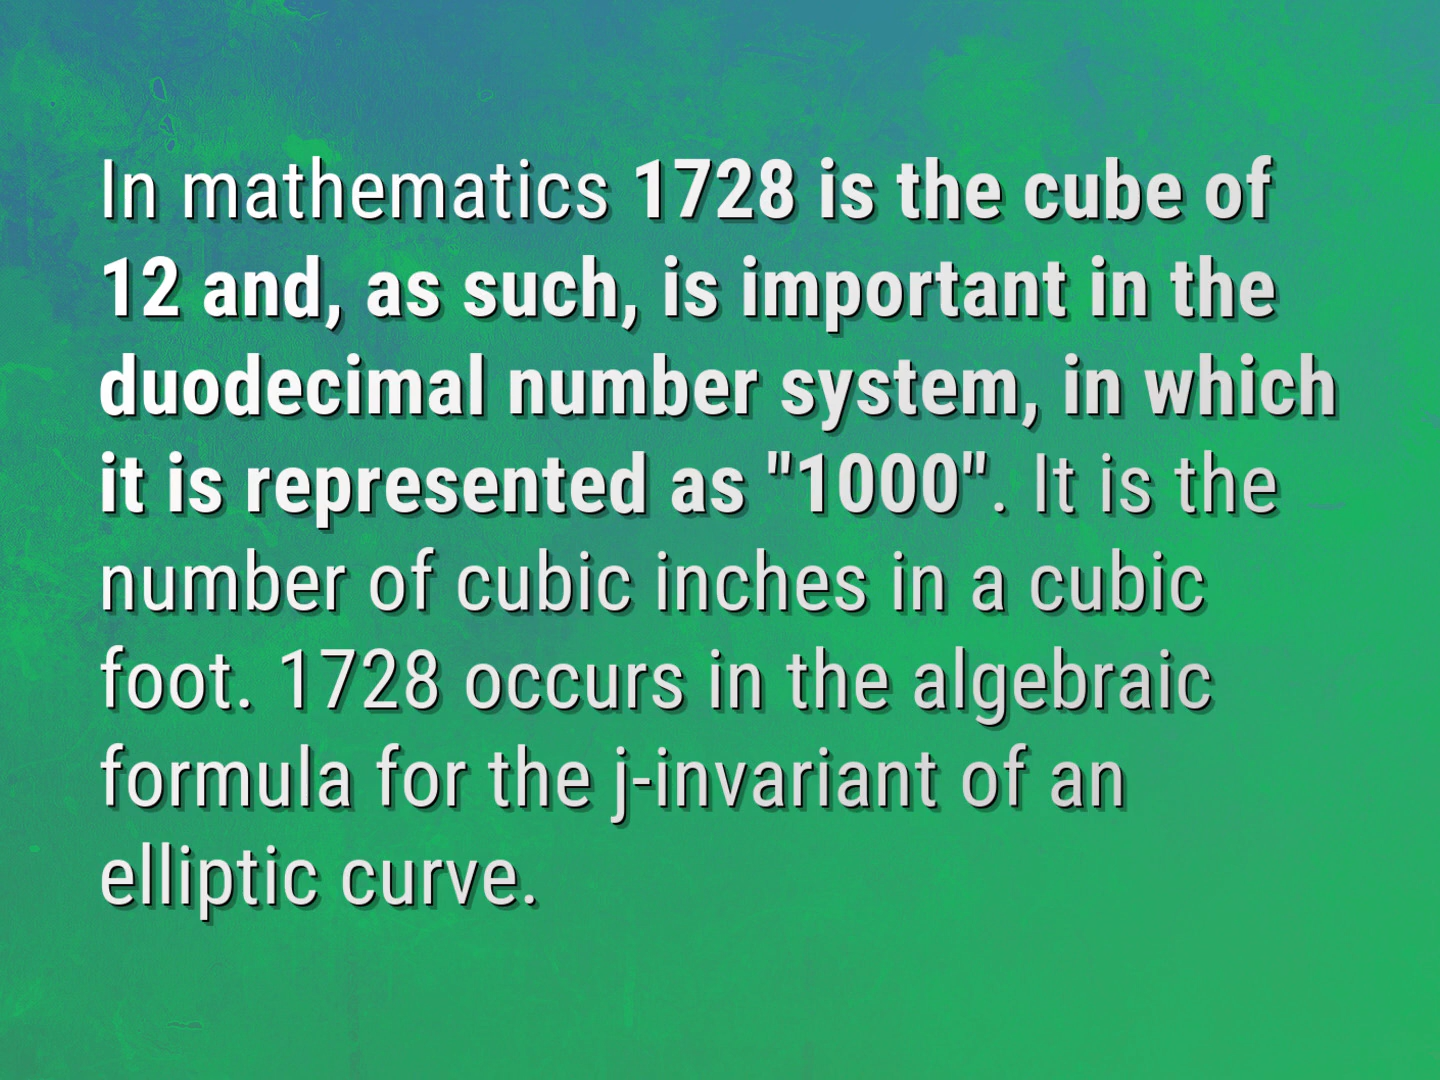 In mathematics 1728 is the cube of
12 and, as such, is important in the
duodecimal number system, in which
it is represented as "1000". It is the
number of cubic inches in a cubic
foot. 1728 occurs in the algebraic
formula for the j-invariant of an
elliptic curve.